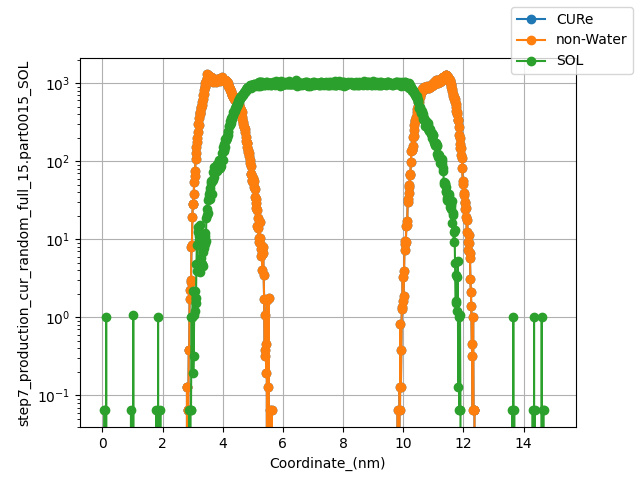 CURe
non-Water
SOL
step7_production_cur_random_full_15.part0015_SOL
10³
10²
10¹
10⁰
10⁻¹
0 2 4 6 8 10 12 14
Coordinate_(nm)